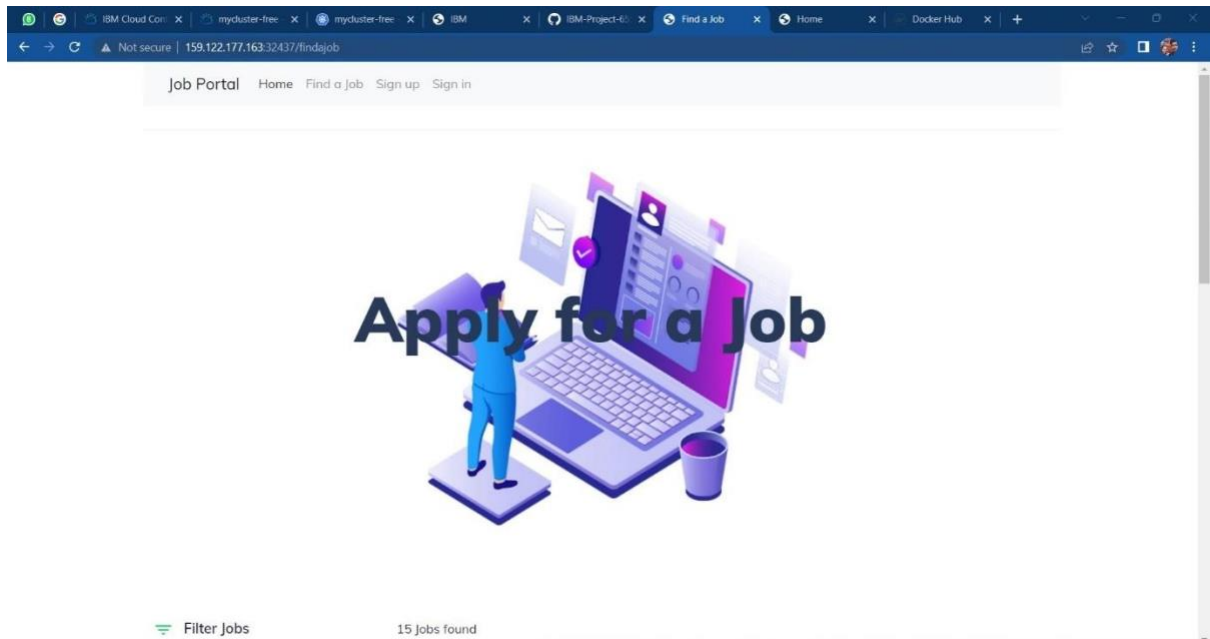 IBM Cloud Com mycluster-free mycluster-free IBM IBM-Project-65 Find a Job Home Docker Hub
Not secure | 159.122.177.163:32437/findajob
Job Portal Home Find a Job Sign up Sign in
Apply for a Job
Filter Jobs 15 Jobs found